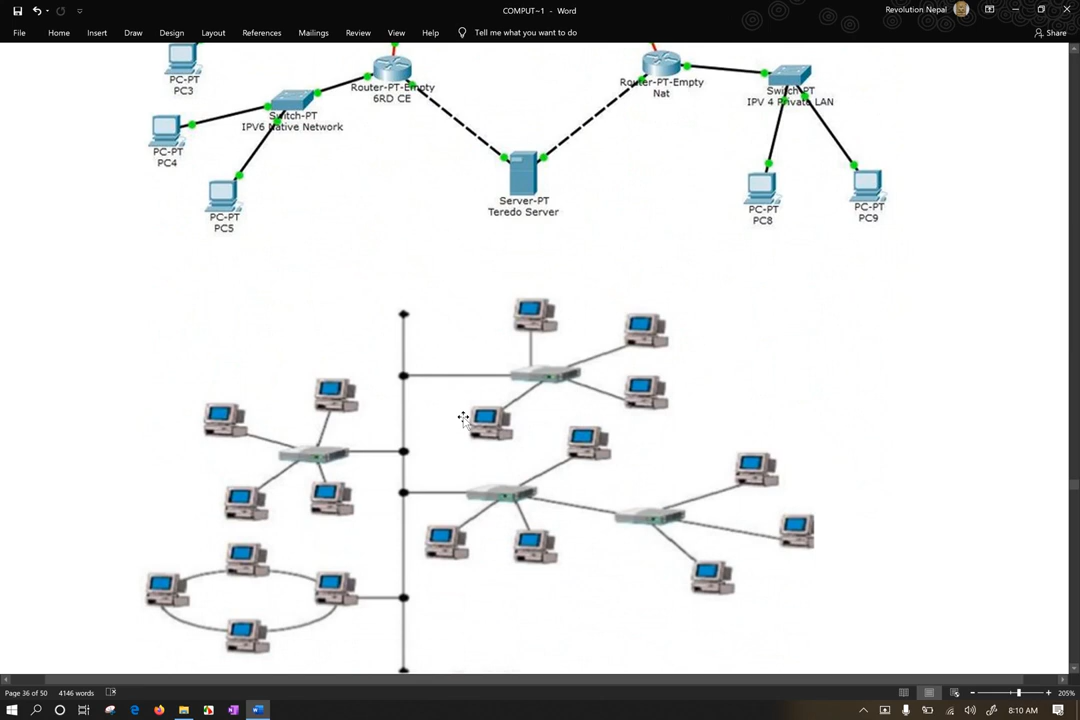 COMPUT~1 - Word
Revolution Nepal
File Home Insert Draw Design Layout References Mailings Review View Help Tell me what you want to do Share
PC-PT
PC3
Router-PT-Empty
6RD CE
Switch-PT
IPV6 Native Network
PC-PT
PC4
PC-PT
PC5
Server-PT
Teredo Server
Router-PT-Empty
Nat
Switch-PT
IPV 4 Private LAN
PC-PT
PC8
PC-PT
PC9
Page 36 of 50 4146 words 205%
8:10 AM